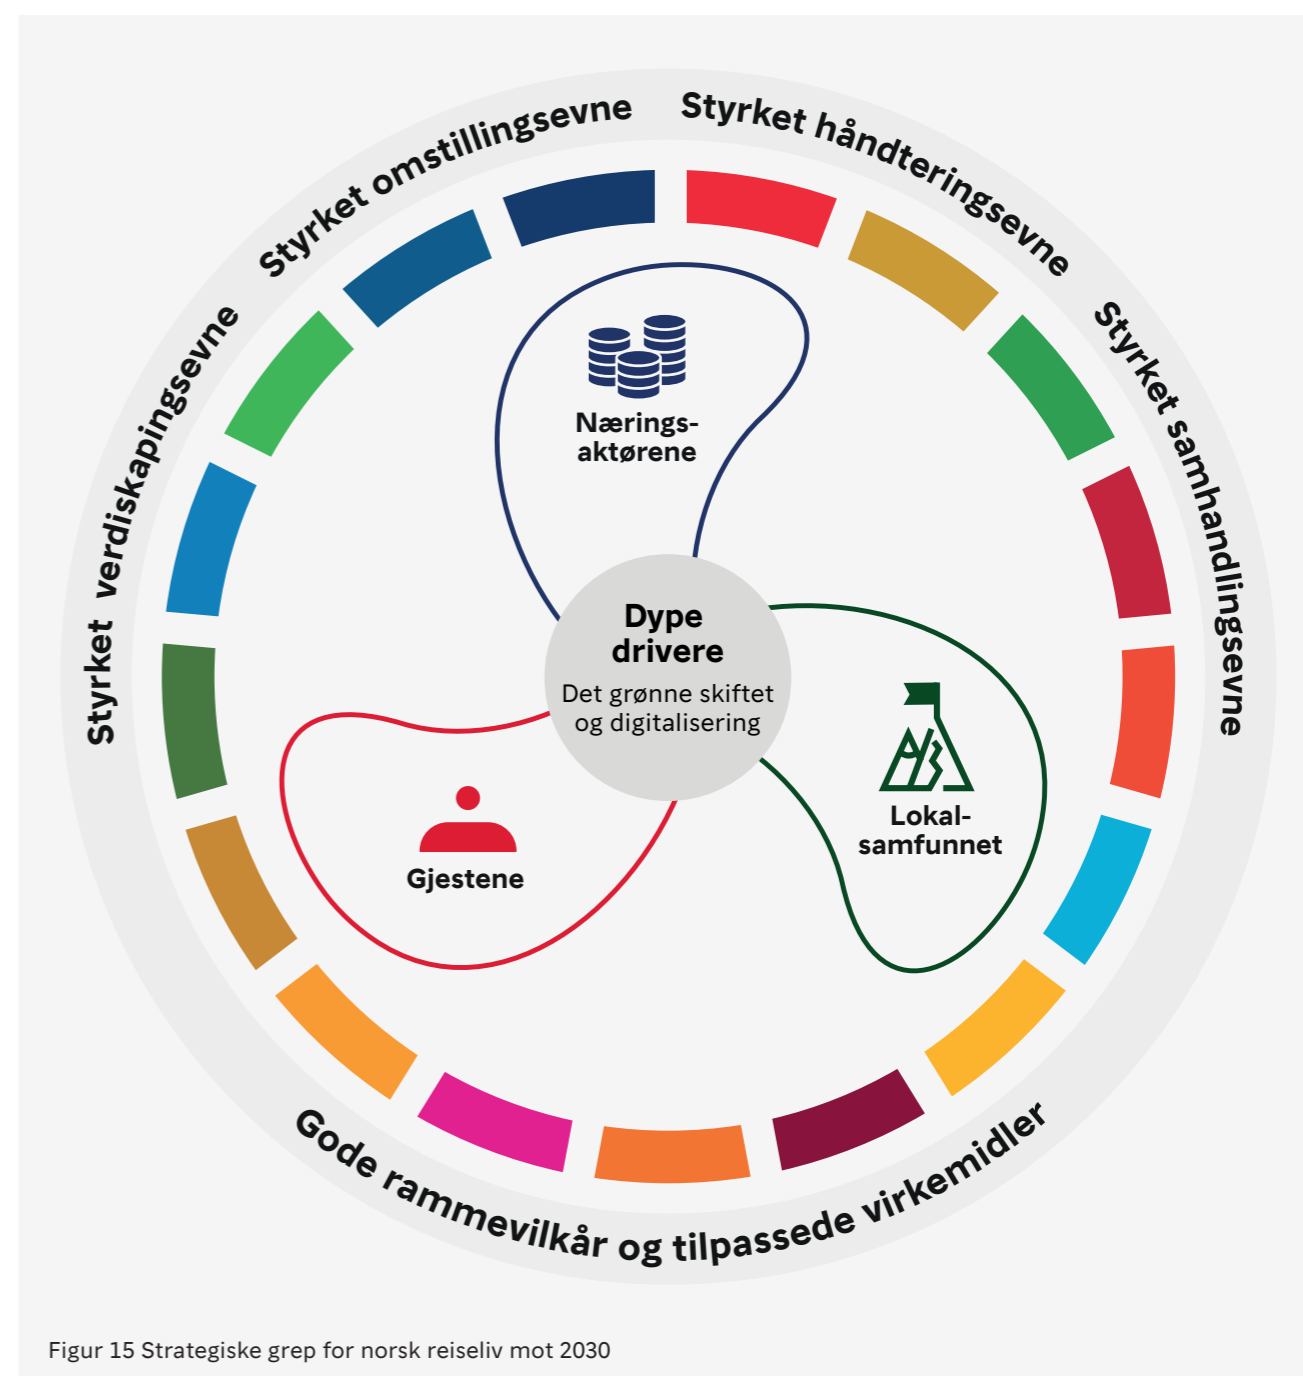 Styrket verdiskapingsevne
Styrket omstillingsevne
Styrket håndteringsevne
Styrket samhandlingsevne
Nærings-
aktørene
Dype
drivere
Det grønne skiftet
og digitalisering
Lokal-
samfunnet
Gjestene
Gode rammevilkår og tilpassede virkemidler
Figur 15 Strategiske grep for norsk reiseliv mot 2030